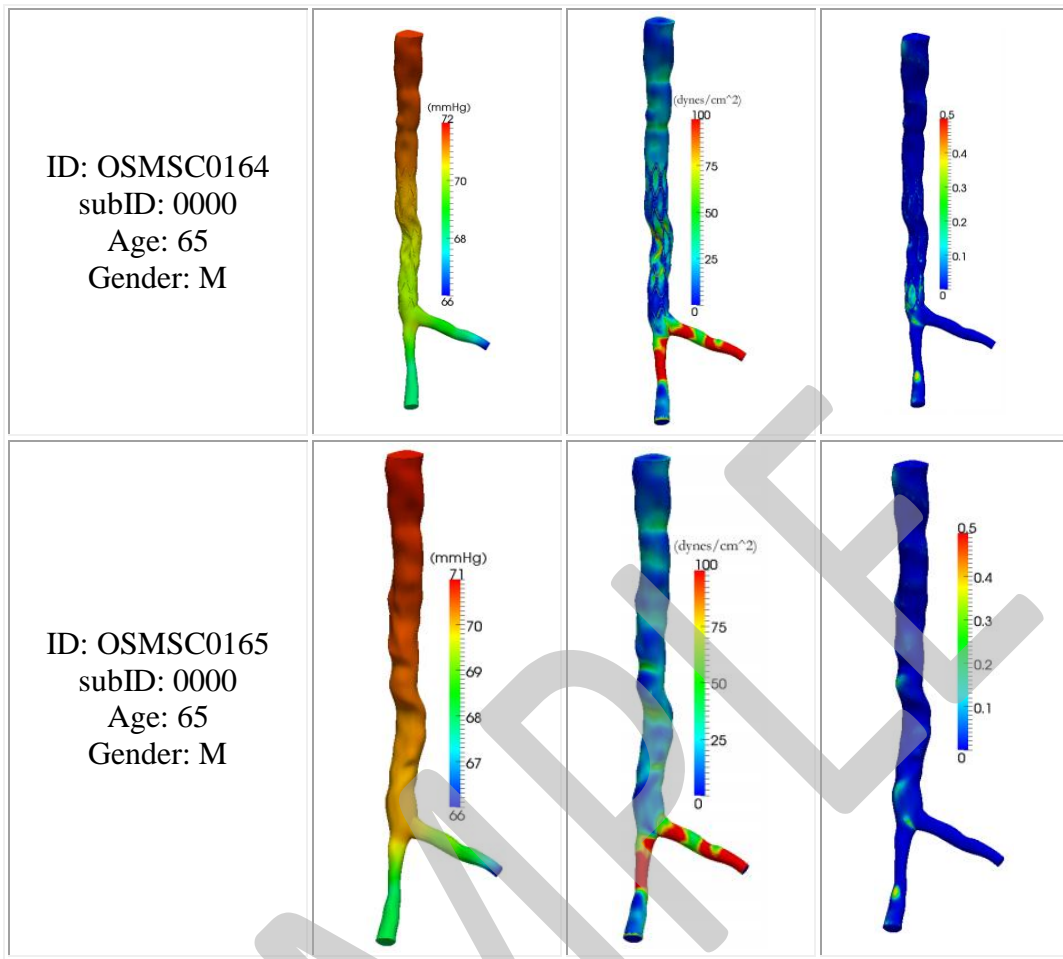 ID: OSMSC0164
subID: 0000
Age: 65
Gender: M
(mmHg)
72
70
68
66
(dynes/cm^2)
100
75
50
25
0
0.5
0.4
0.3
0.2
0.1
0
ID: OSMSC0165
subID: 0000
Age: 65
Gender: M
(mmHg)
71
70
69
68
67
66
(dynes/cm^2)
100
75
50
25
0
0.5
0.4
0.3
0.2
0.1
0
MPLE